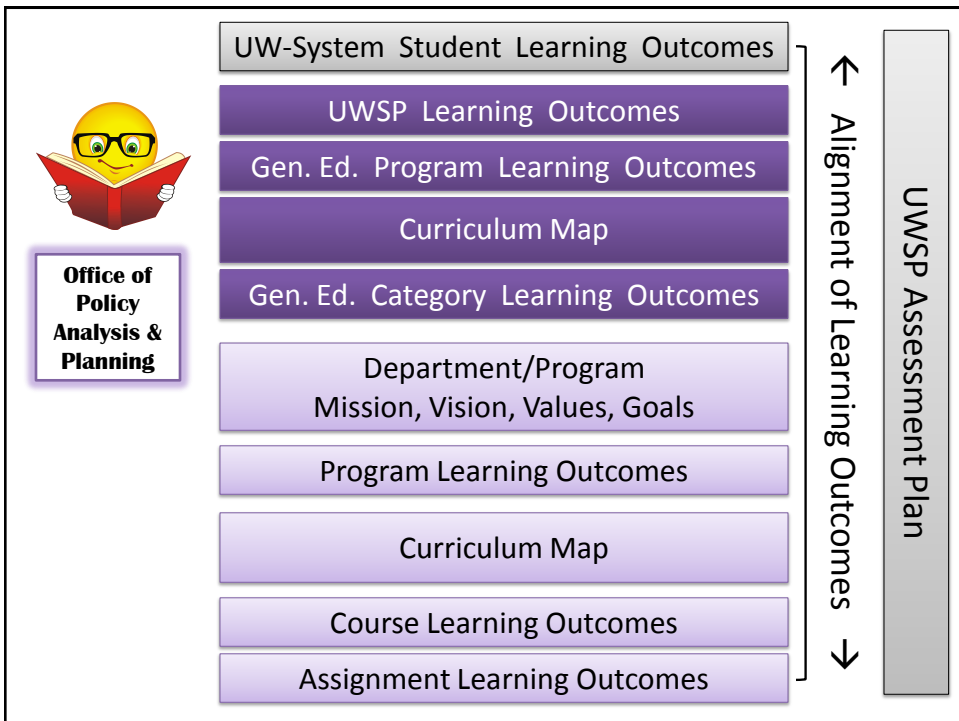 UW-System Student Learning Outcomes
UWSP Learning Outcomes
Gen. Ed. Program Learning Outcomes
Curriculum Map
Gen. Ed. Category Learning Outcomes
Office of
Policy
Analysis &
Planning
Department/Program
Mission, Vision, Values, Goals
Program Learning Outcomes
Curriculum Map
Course Learning Outcomes
Assignment Learning Outcomes
← Alignment of Learning Outcomes →
UWSP Assessment Plan